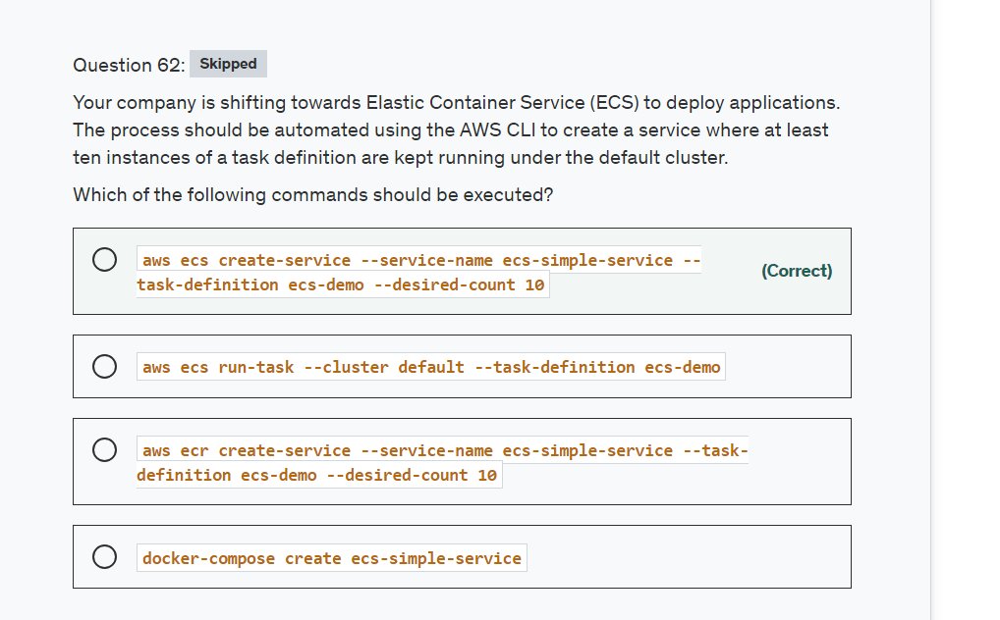 Question 62: Skipped
Your company is shifting towards Elastic Container Service (ECS) to deploy applications.
The process should be automated using the AWS CLI to create a service where at least
ten instances of a task definition are kept running under the default cluster.
Which of the following commands should be executed?
aws ecs create-service --service-name ecs-simple-service --
task-definition ecs-demo --desired-count 10
(Correct)
aws ecs run-task --cluster default --task-definition ecs-demo
aws ecr create-service --service-name ecs-simple-service --task-
definition ecs-demo --desired-count 10
docker-compose create ecs-simple-service